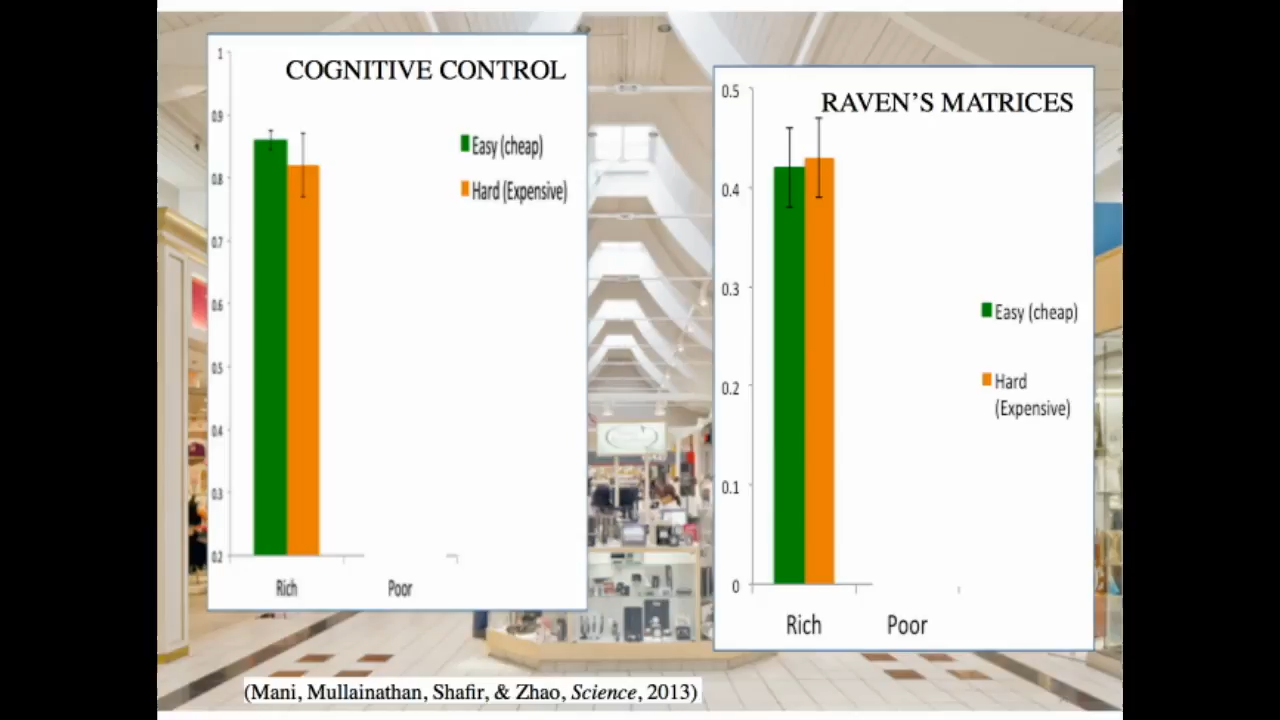 COGNITIVE CONTROL
1
0.9
0.8
0.7
0.6
0.5
0.4
0.3
0.2
Easy (cheap)
Hard (Expensive)
Rich
Poor
RAVEN'S MATRICES
0.5
0.4
0.3
0.2
0.1
0
Easy (cheap)
Hard
(Expensive)
Rich
Poor
(Mani, Mullainathan, Shafir, & Zhao, Science, 2013)